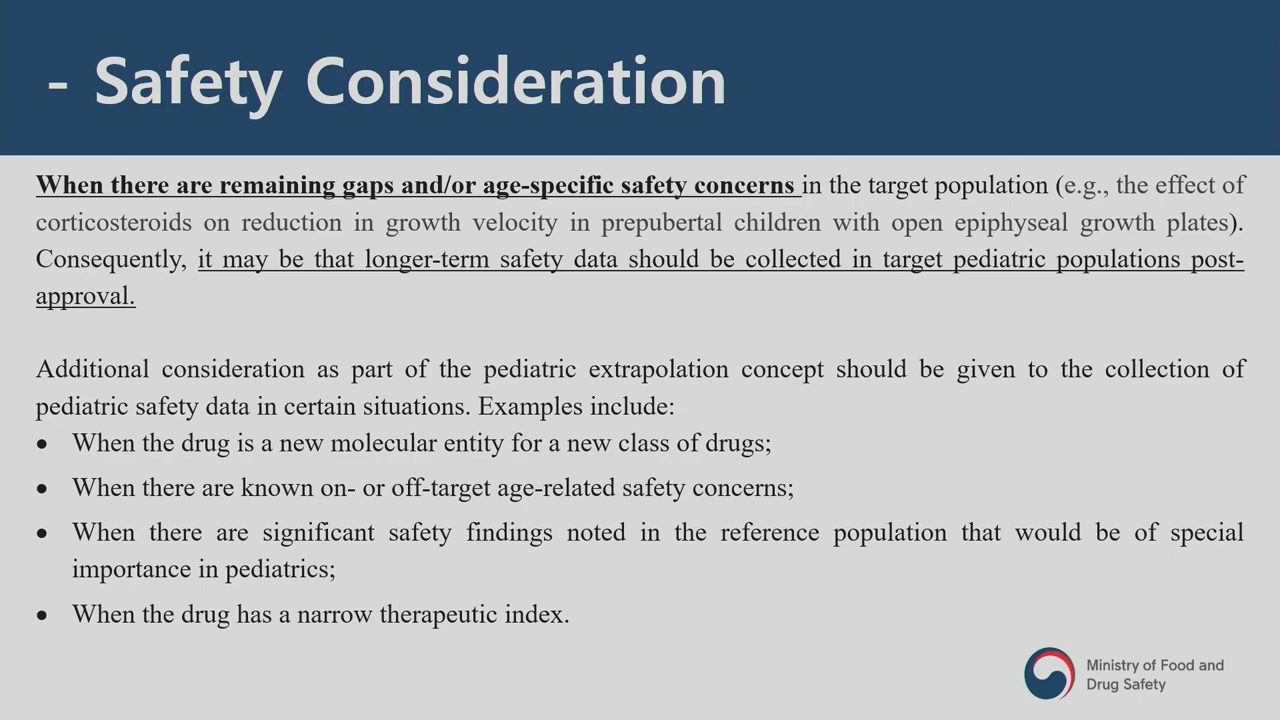 - Safety Consideration
When there are remaining gaps and/or age-specific safety concerns in the target population (e.g., the effect of
corticosteroids on reduction in growth velocity in prepubertal children with open epiphyseal growth plates).
Consequently, it may be that longer-term safety data should be collected in target pediatric populations post-
approval.
Additional consideration as part of the pediatric extrapolation concept should be given to the collection of
pediatric safety data in certain situations. Examples include:
• When the drug is a new molecular entity for a new class of drugs;
• When there are known on- or off-target age-related safety concerns;
• When there are significant safety findings noted in the reference population that would be of special
importance in pediatrics;
• When the drug has a narrow therapeutic index.
Ministry of Food and
Drug Safety